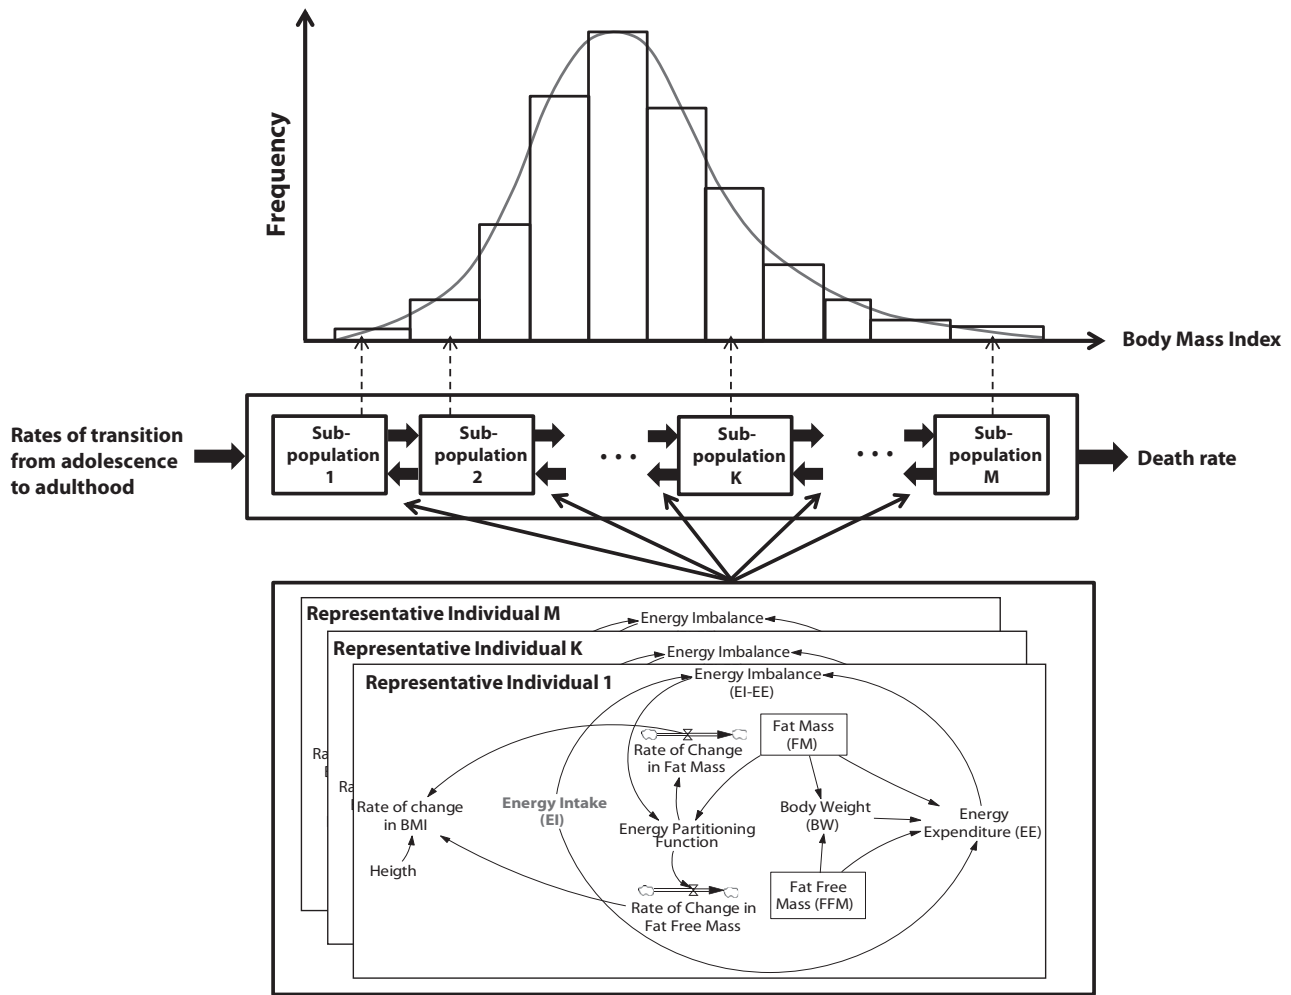 Frequency
Body Mass Index
Rates of transition
from adolescence
to adulthood
Sub-
population
1
Sub-
population
2
...
Sub-
population
K
...
Sub-
population
M
Death rate
Representative Individual M
Energy Imbalance
Representative Individual K
Energy Imbalance
Representative Individual 1
Energy Imbalance
(EI-EE)
Fat Mass
(FM)
Rate of Change
in Fat Mass
Ra
Ra
Rate of change
in BMI
Energy Intake
(EI)
Body Weight
(BW)
Energy
Expenditure (EE)
Energy Partitioning
Function
Heigth
Fat Free
Mass (FFM)
Rate of Change in
Fat Free Mass